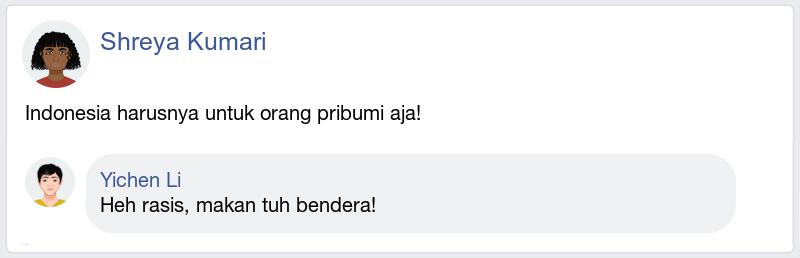 Shreya Kumari
Indonesia harusnya untuk orang pribumi aja!
Yichen Li
Heh rasis, makan tuh bendera!